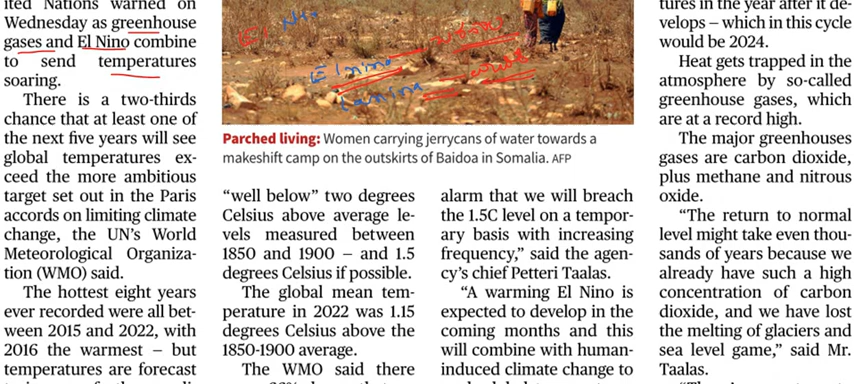 ited Nations warned on
Wednesday as greenhouse
gases and El Nino combine
to send temperatures
soaring.
There is a two-thirds
chance that at least one of
the next five years will see
global temperatures ex-
ceed the more ambitious
target set out in the Paris
accords on limiting climate
change, the UN's World
Meteorological Organiza-
tion (WMO) said.
The hottest eight years
ever recorded were all bet-
ween 2015 and 2022, with
2016 the warmest – but
temperatures are forecast
El Nino
El nino
Lanina
Parched living: Women carrying jerrycans of water towards a
makeshift camp on the outskirts of Baidoa in Somalia. AFP
“well below” two degrees
Celsius above average le-
vels measured between
1850 and 1900 – and 1.5
degrees Celsius if possible.
The global mean tem-
perature in 2022 was 1.15
degrees Celsius above the
1850-1900 average.
The WMO said there
alarm that we will breach
the 1.5C level on a tempor-
ary basis with increasing
frequency,” said the agen-
cy's chief Petteri Taalas.
“A warming El Nino is
expected to develop in the
coming months and this
will combine with human-
induced climate change to
tures in the year after it de-
velops – which in this cycle
would be 2024.
Heat gets trapped in the
atmosphere by so-called
greenhouse gases, which
are at a record high.
The major greenhouses
gases are carbon dioxide,
plus methane and nitrous
oxide.
“The return to normal
level might take even thou-
sands of years because we
already have such a high
concentration of carbon
dioxide, and we have lost
the melting of glaciers and
sea level game,” said Mr.
Taalas.